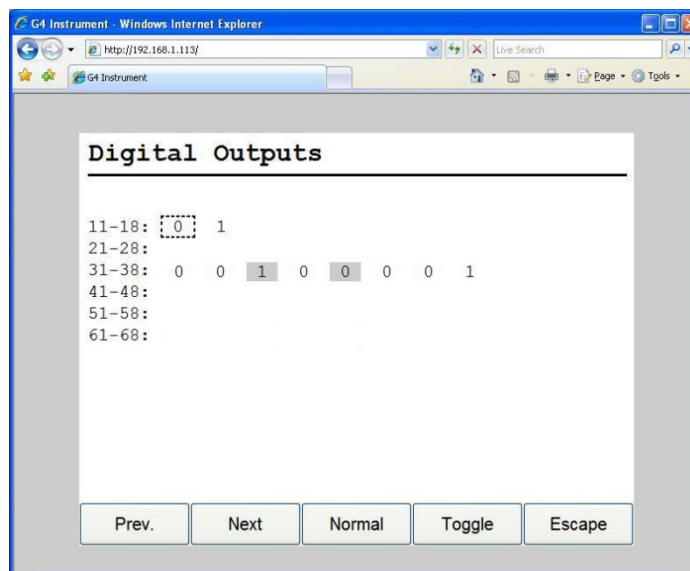 G4 Instrument - Windows Internet Explorer
http://192.168.1.113/
Live Search
G4 Instrument
Page
Tools
Digital Outputs
11-18: 0 1
21-28:
31-38: 0 0 1 0 0 0 0 1
41-48:
51-58:
61-68:
Prev. Next Normal Toggle Escape